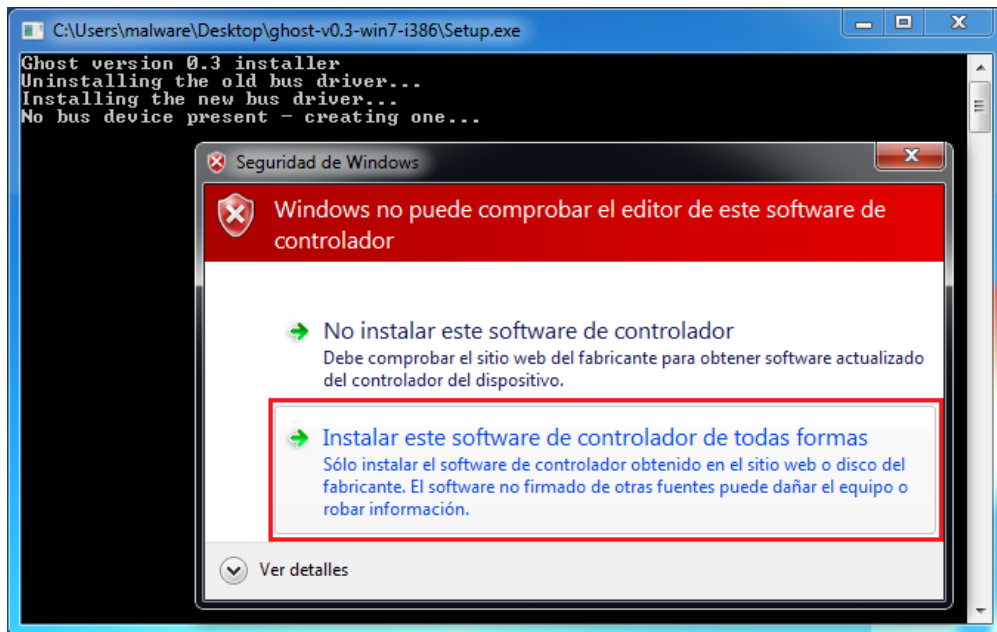 C:\Users\malware\Desktop\ghost-v0.3-win7-i386\Setup.exe
Ghost version 0.3 installer
Uninstalling the old bus driver...
Installing the new bus driver...
No bus device present - creating one...
Seguridad de Windows
Windows no puede comprobar el editor de este software de
controlador
No instalar este software de controlador
Debe comprobar el sitio web del fabricante para obtener software actualizado
del controlador del dispositivo.
Instalar este software de controlador de todas formas
Sólo instalar el software de controlador obtenido en el sitio web o disco del
fabricante. El software no firmado de otras fuentes puede dañar el equipo o
robar información.
Ver detalles